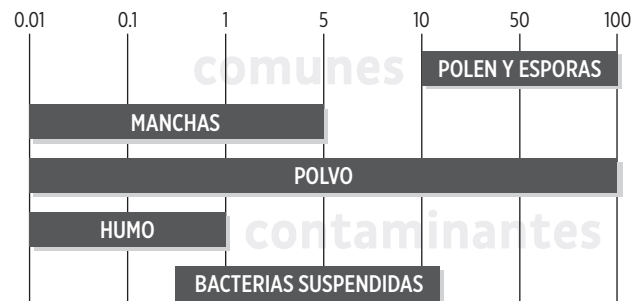 0.01 0.1 1 5 10 50 100
comunes
POLEN Y ESPORAS
MANCHAS
POLVO
HUMO
contaminantes
BACTERIAS SUSPENDIDAS